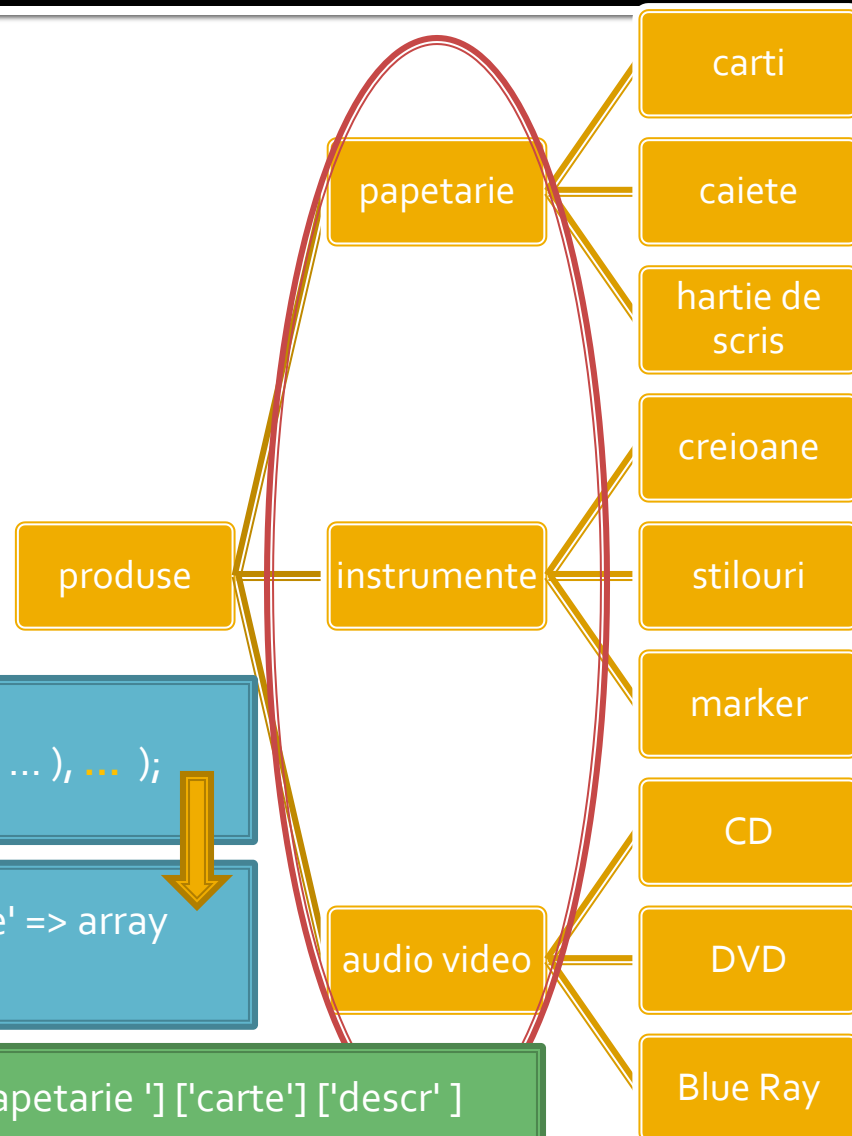 carti
papetarie
caiete
hartie de
scris
creioane
produse
instrumente
stilouri
marker
... ), ... );
CD
=> array
audio video
DVD
Blue Ray
'] ['carte'] ['descr' ]